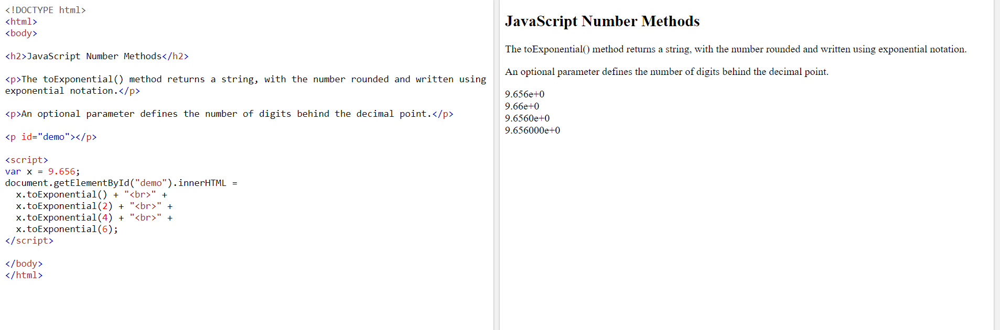 <!DOCTYPE html>
<html>
<body>
<h2>JavaScript Number Methods</h2>
<p>The toExponential() method returns a string, with the number rounded and written using
exponential notation.</p>
<p>An optional parameter defines the number of digits behind the decimal point.</p>
<p id="demo"></p>
<script>
var x = 9.656;
document.getElementById("demo").innerHTML =
  x.toExponential() + "<br>" +
  x.toExponential(2) + "<br>" +
  x.toExponential(4) + "<br>" +
  x.toExponential(6);
</script>
</body>
</html>
JavaScript Number Methods
The toExponential() method returns a string, with the number rounded and written using exponential notation.
An optional parameter defines the number of digits behind the decimal point.
9.656e+0
9.66e+0
9.6560e+0
9.656000e+0